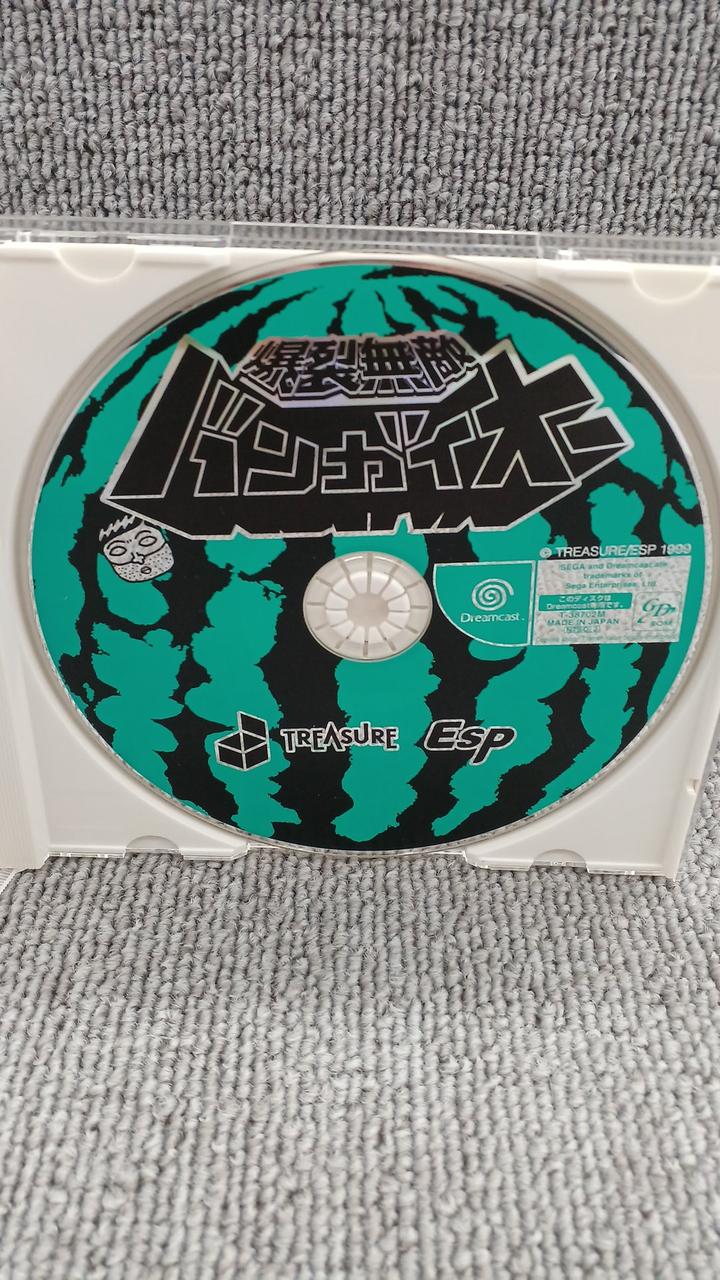 爆裂無敵
バンガイオー
© TREASURE/ESP 1999
SEGA and Dreamcast are
trademarks of
Sega Enterprises, Ltd.
Dreamcast.
このディスクは
Dreamcast専用です。
T-38702M
MADE IN JAPAN
GD-
ROM
TREASURE
ESP